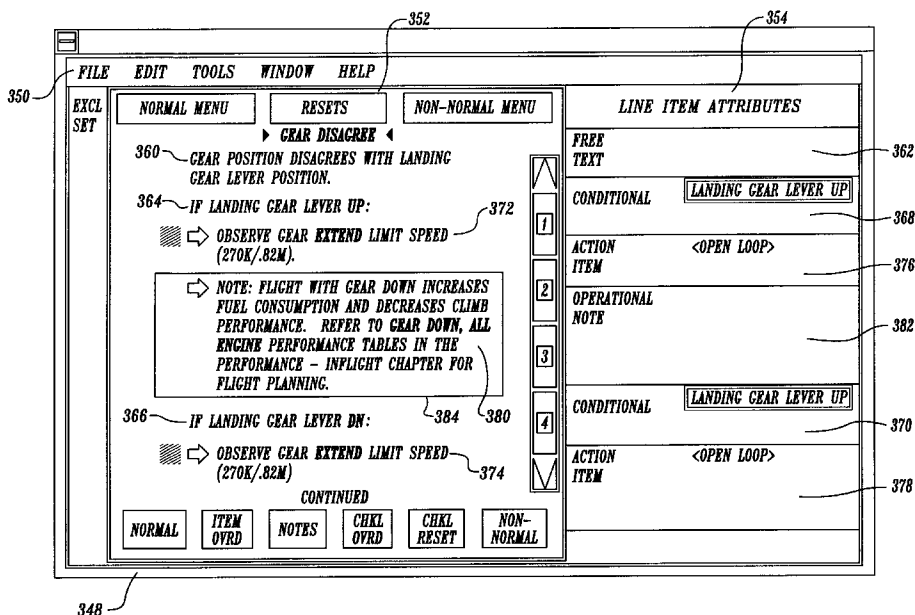 352
354
FILE EDIT TOOLS WINDOW HELP
350
EXCL
SET
NORMAL MENU
RESETS
NON-NORMAL MENU
GEAR DISAGREE
360
GEAR POSITION DISAGREES WITH LANDING
GEAR LEVER POSITION.
364
IF LANDING GEAR LEVER UP:
372
OBSERVE GEAR EXTEND LIMIT SPEED
(270K/.82M).
NOTE: FLIGHT WITH GEAR DOWN INCREASES
FUEL CONSUMPTION AND DECREASES CLIMB
PERFORMANCE. REFER TO GEAR DOWN, ALL
ENGINE PERFORMANCE TABLES IN THE
PERFORMANCE – INFLIGHT CHAPTER FOR
FLIGHT PLANNING.
384
380
366
IF LANDING GEAR LEVER DN:
OBSERVE GEAR EXTEND LIMIT SPEED
374
(270K/.82M)
CONTINUED
1
2
3
4
NORMAL
ITEM
OVRD
NOTES
CHKL
OVRD
CHKL
RESET
NON-
NORMAL
LINE ITEM ATTRIBUTES
FREE
TEXT
362
CONDITIONAL
LANDING GEAR LEVER UP
368
ACTION
ITEM
<OPEN LOOP>
376
OPERATIONAL
NOTE
382
CONDITIONAL
LANDING GEAR LEVER UP
370
ACTION
ITEM
<OPEN LOOP>
378
348